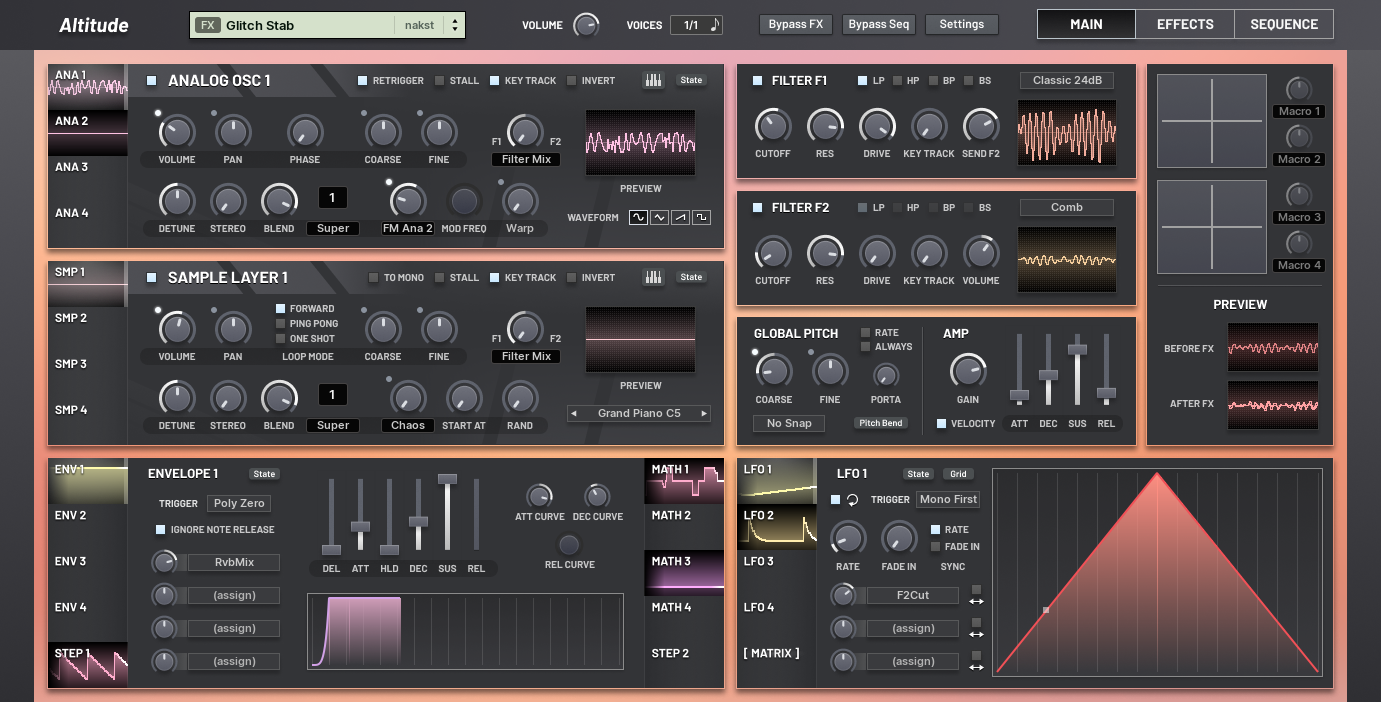 Altitude
FX Glitch Stab nakst
VOLUME VOICES 1/1
Bypass FX Bypass Seq Settings
MAIN EFFECTS SEQUENCE
ANA 1
ANA 2
ANA 3
ANA 4
ANALOG OSC 1 RETRIGGER STALL KEY TRACK INVERT State
VOLUME PAN PHASE COARSE FINE F1 F2 Filter Mix
PREVIEW
1
DETUNE STEREO BLEND Super FM Ana 2 MOD FREQ Warp WAVEFORM
SMP 1
SMP 2
SMP 3
SMP 4
SAMPLE LAYER 1 TO MONO STALL KEY TRACK INVERT State
FORWARD
PING PONG
ONE SHOT
VOLUME PAN LOOP MODE COARSE FINE F1 F2 Filter Mix
PREVIEW
1
Grand Piano C5
DETUNE STEREO BLEND Super Chaos START AT RAND
FILTER F1 LP HP BP BS Classic 24dB
CUTOFF RES DRIVE KEY TRACK SEND F2
FILTER F2 LP HP BP BS Comb
CUTOFF RES DRIVE KEY TRACK VOLUME
GLOBAL PITCH RATE
ALWAYS
COARSE FINE PORTA
No Snap Pitch Bend
AMP
GAIN
VELOCITY ATT DEC SUS REL
Macro 1
Macro 2
Macro 3
Macro 4
PREVIEW
BEFORE FX
AFTER FX
ENV 1
ENV 2
ENV 3
ENV 4
STEP 1
ENVELOPE 1 State
TRIGGER Poly Zero
IGNORE NOTE RELEASE
RvbMix
(assign)
(assign)
(assign)
DEL ATT HLD DEC SUS REL
ATT CURVE DEC CURVE
REL CURVE
MATH 1
MATH 2
MATH 3
MATH 4
STEP 2
LFO 1
LFO 2
LFO 3
LFO 4
[ MATRIX ]
LFO 1 State Grid
TRIGGER Mono First
RATE
FADE IN
RATE FADE IN SYNC
F2Cut
(assign)
(assign)